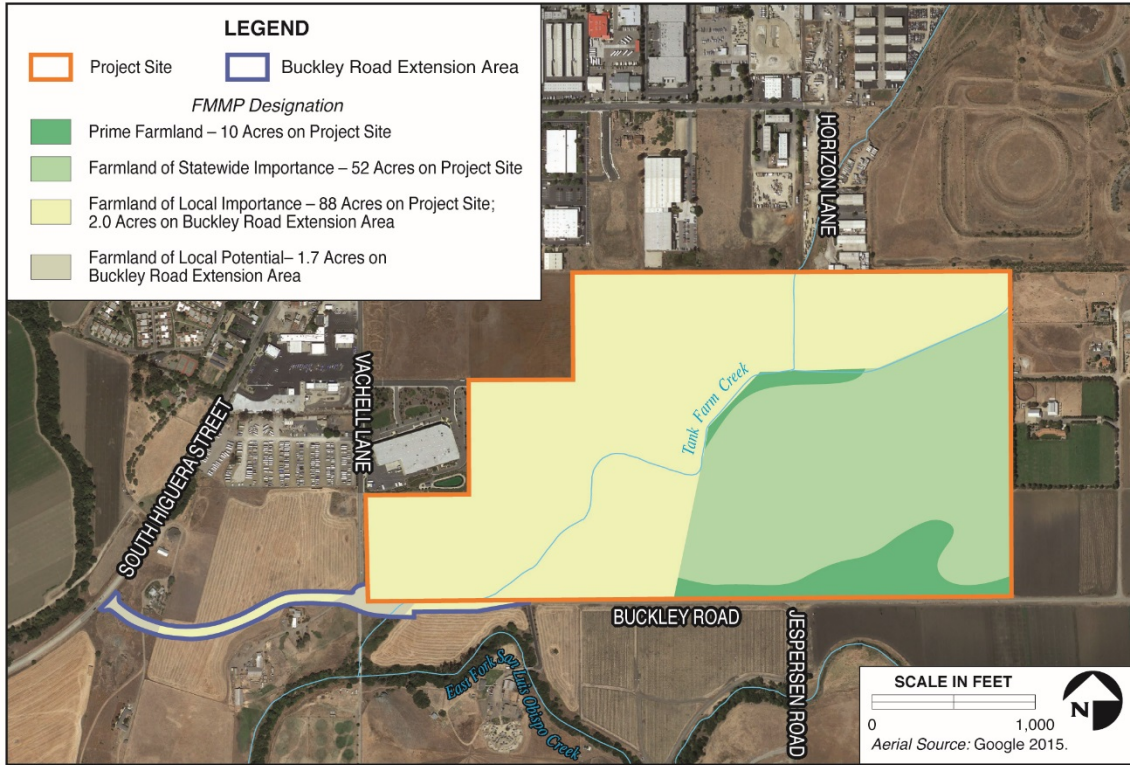 LEGEND
Project Site
Buckley Road Extension Area
FMMP Designation
Prime Farmland – 10 Acres on Project Site
Farmland of Statewide Importance – 52 Acres on Project Site
Farmland of Local Importance – 88 Acres on Project Site;
2.0 Acres on Buckley Road Extension Area
Farmland of Local Potential– 1.7 Acres on
Buckley Road Extension Area
HORIZON LANE
VACHELL LANE
SOUTH HIGUERA STREET
Tank Farm Creek
BUCKLEY ROAD
JESPERSEN ROAD
East Fork San Luis Obispo Creek
SCALE IN FEET
0
1,000
N
Aerial Source: Google 2015.